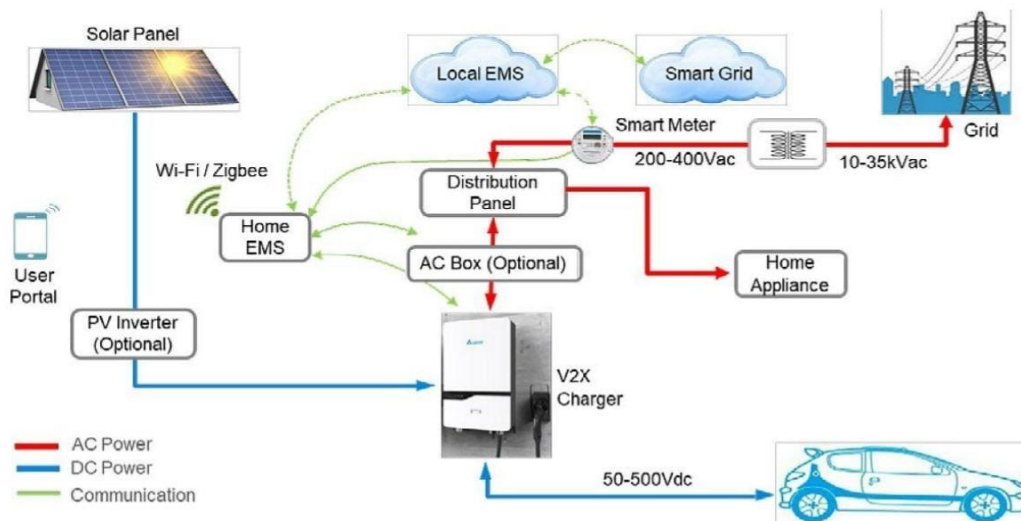 Solar Panel
Local EMS
Smart Grid
Smart Meter
Grid
200-400Vac
10-35kVac
Wi-Fi / Zigbee
Distribution
Panel
Home
EMS
AC Box (Optional)
Home
Appliance
User
Portal
PV Inverter
(Optional)
V2X
Charger
AC Power
DC Power
Communication
50-500Vdc